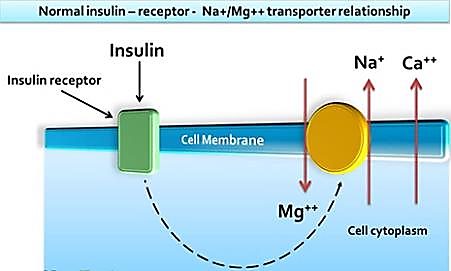 Normal insulin – receptor - Na+/Mg++ transporter relationship
Insulin
Insulin receptor
Na⁺ Ca⁺⁺
Cell Membrane
Mg⁺⁺
Cell cytoplasm